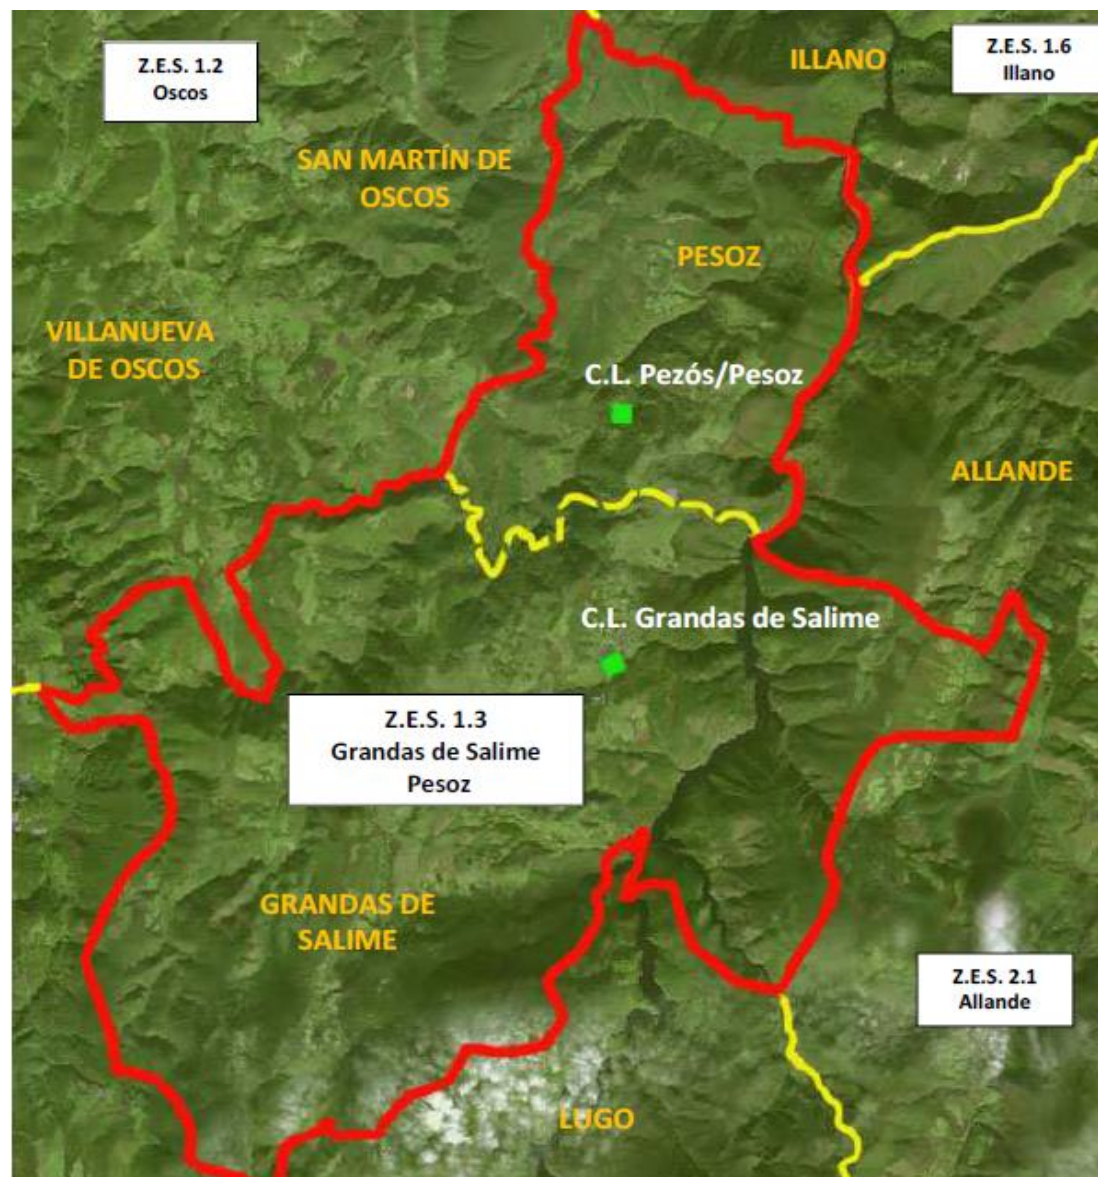 Z.E.S. 1.2
Oscos
ILLANO
Z.E.S. 1.6
Illano
SAN MARTÍN DE
OSCOS
PESOZ
VILLANUEVA
DE OSCOS
C.L. Pezós/Pesoz
ALLANDE
C.L. Grandas de Salime
Z.E.S. 1.3
Grandas de Salime
Pesoz
GRANDAS DE
SALIME
Z.E.S. 2.1
Allande
LUGO